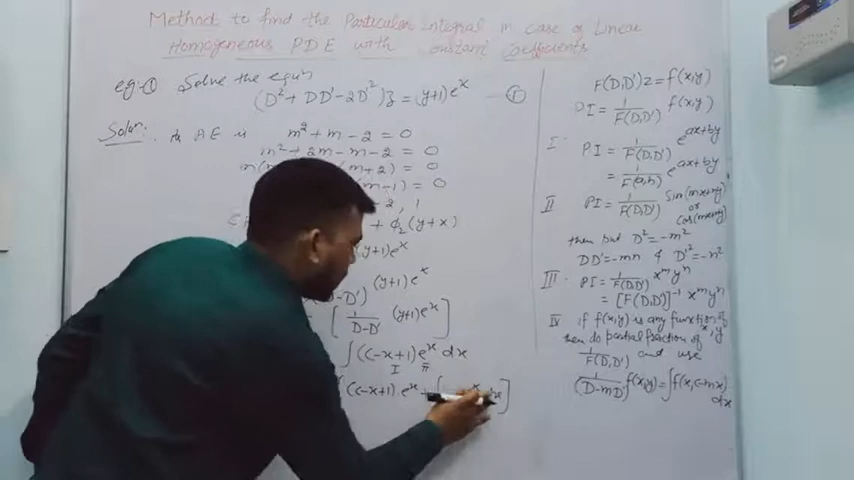 Method to find the Particular integral in case of Linear
Homogeneous PDE with constant Coefficients
eg:① Solve the eqn
(D² + DD' - 2D'²)z = (y+1)eˣ —①
Soln:
AE is m² + m - 2 = 0
m² + 2m - m - 2 = 0
(m+2) = 0
(m-1) = 0
2, 1
+ ϕ₂(y+x)
(y+1)eˣ
-D') (y+1)eˣ
[1/(D-D') (y+1)eˣ]
∫(c-x+1)eˣ dx
I II
(c-x+1)eˣ
F(D,D')z = f(x,y)
PI = 1/F(D,D') f(x,y)
I PI = 1/F(D,D') e^(ax+by)
= 1/F(a,b) e^(ax+by)
II PI = 1/F(D,D') sin(mx+ny)
or
cos(mx+ny)
then put D² = -m²
DD' = -mn & D'² = -n²
III PI = 1/F(D,D') xᵐyⁿ
= [F(D,D')]⁻¹ xᵐyⁿ
IV if f(x,y) is any function of x,y
then do partial fraction of
1/F(D,D') and use
(1/(D-mD')) f(x,y) = ∫f(x,c-mx) dx